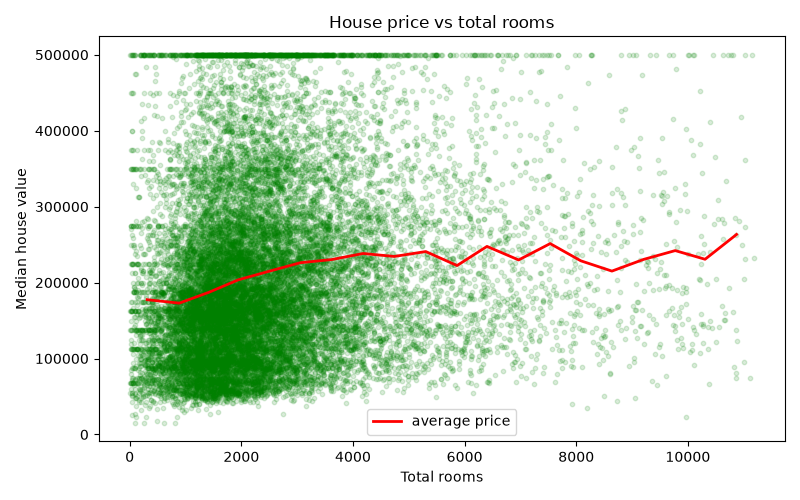 House price vs total rooms
500000
400000
300000
200000
100000
0
Median house value
average price
0 2000 4000 6000 8000 10000
Total rooms